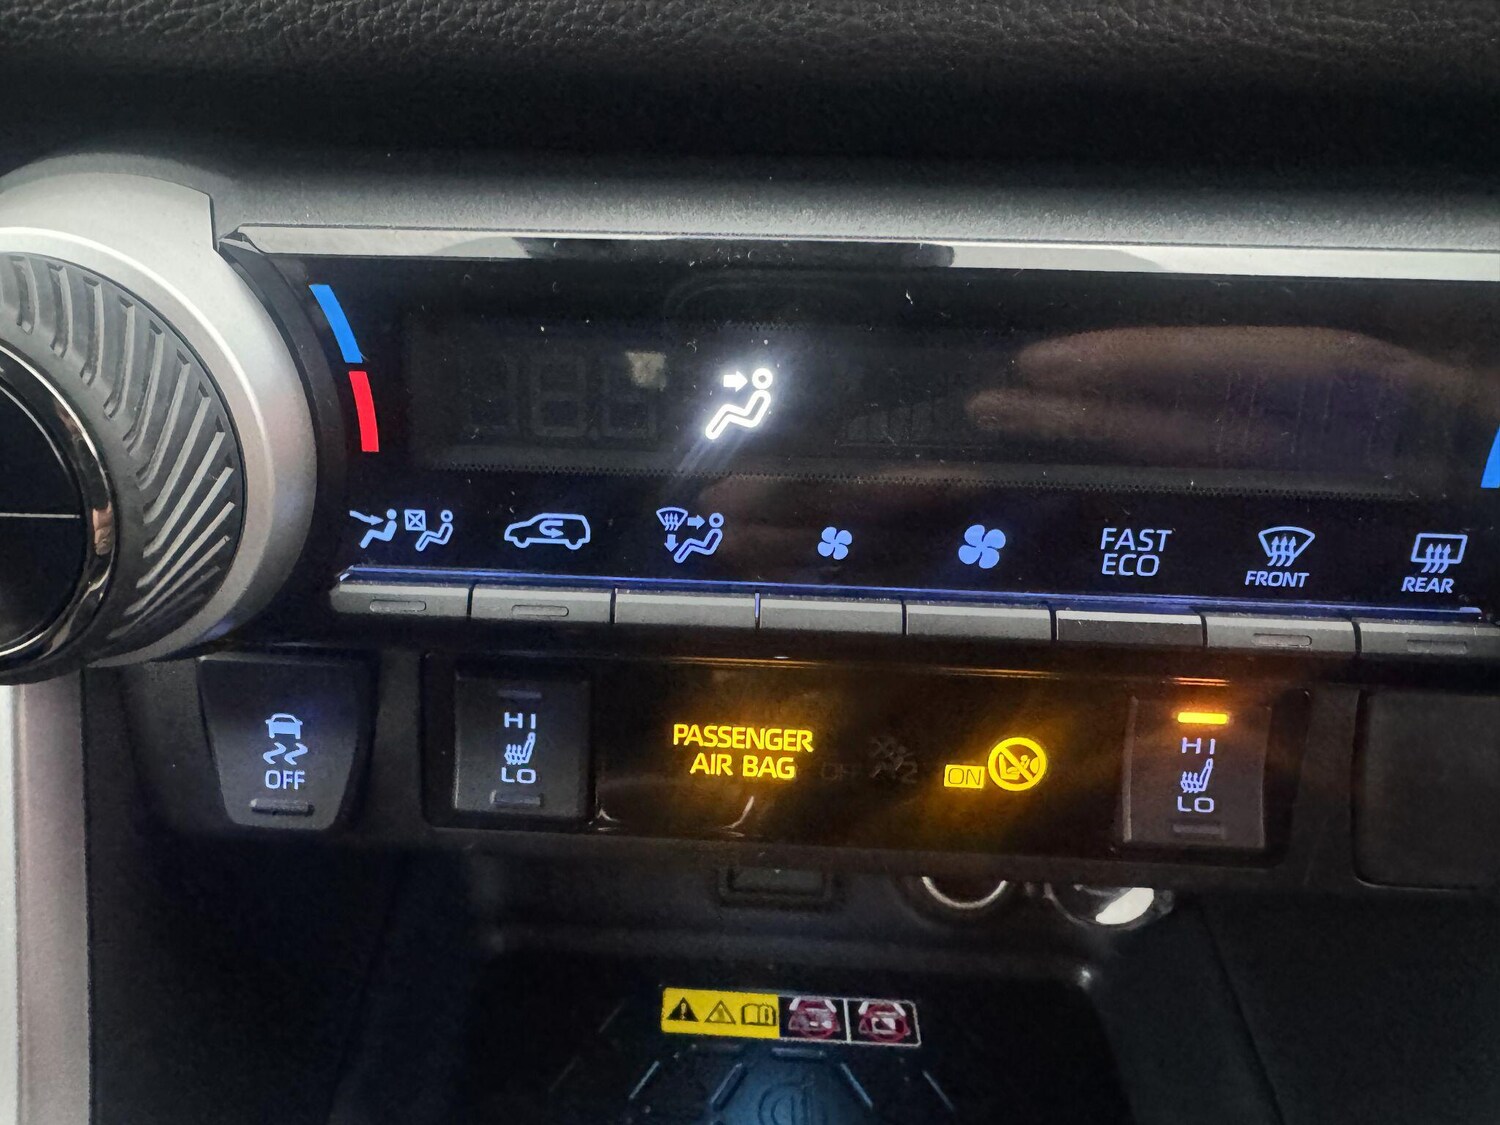 FAST
ECO
FRONT
REAR
OFF
HI
LO
PASSENGER
AIR BAG
ON
HI
LO